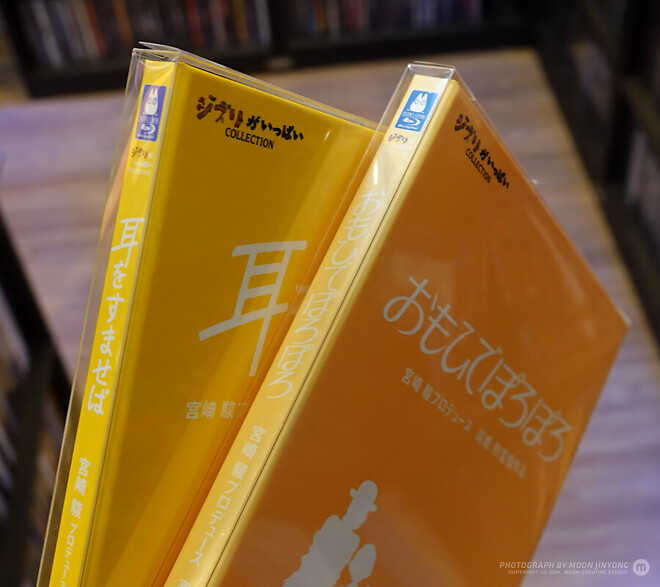 ジブリがいっぱい
COLLECTION
耳をすませば
宮崎 駿プロデュース
耳
宮崎 駿プ
ジブリがいっぱい
COLLECTION
おもひでぽろぽろ
宮崎 駿プロデュース
おもひでぽろぽろ
宮崎 駿プロデュース 高畑 勲監督作品
PHOTOGRAPH BY MOON JINYONG
m